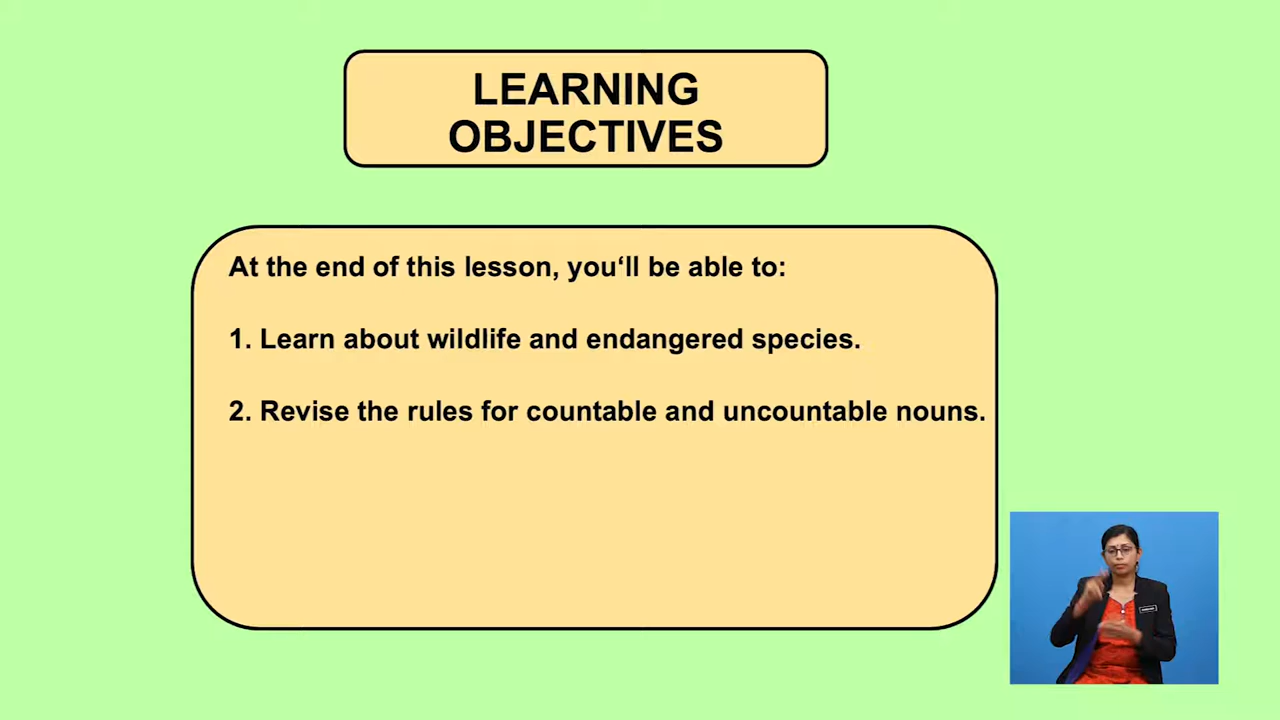 LEARNING
OBJECTIVES
At the end of this lesson, you‘ll be able to:
1. Learn about wildlife and endangered species.
2. Revise the rules for countable and uncountable nouns.